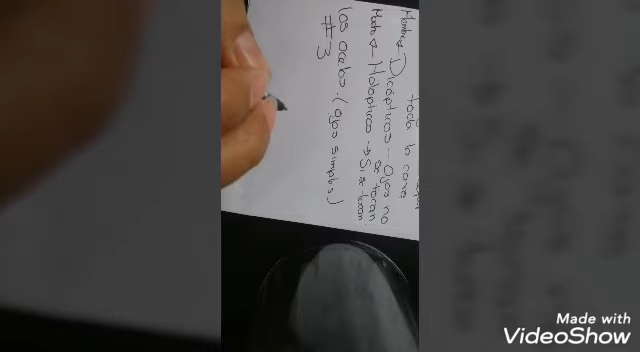 toda la cara
Hembra Dicópticos - Ojos no
se tocan
Macho Holópticos → Si se tocan.
Los ocelos. (ojos simples)
#3
Made with
VideoShow